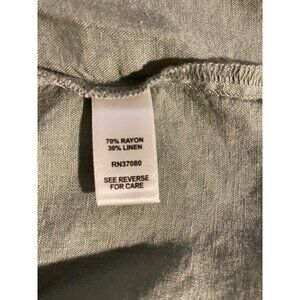 70% RAYON
30% LINEN
RN37080
SEE REVERSE
FOR CARE